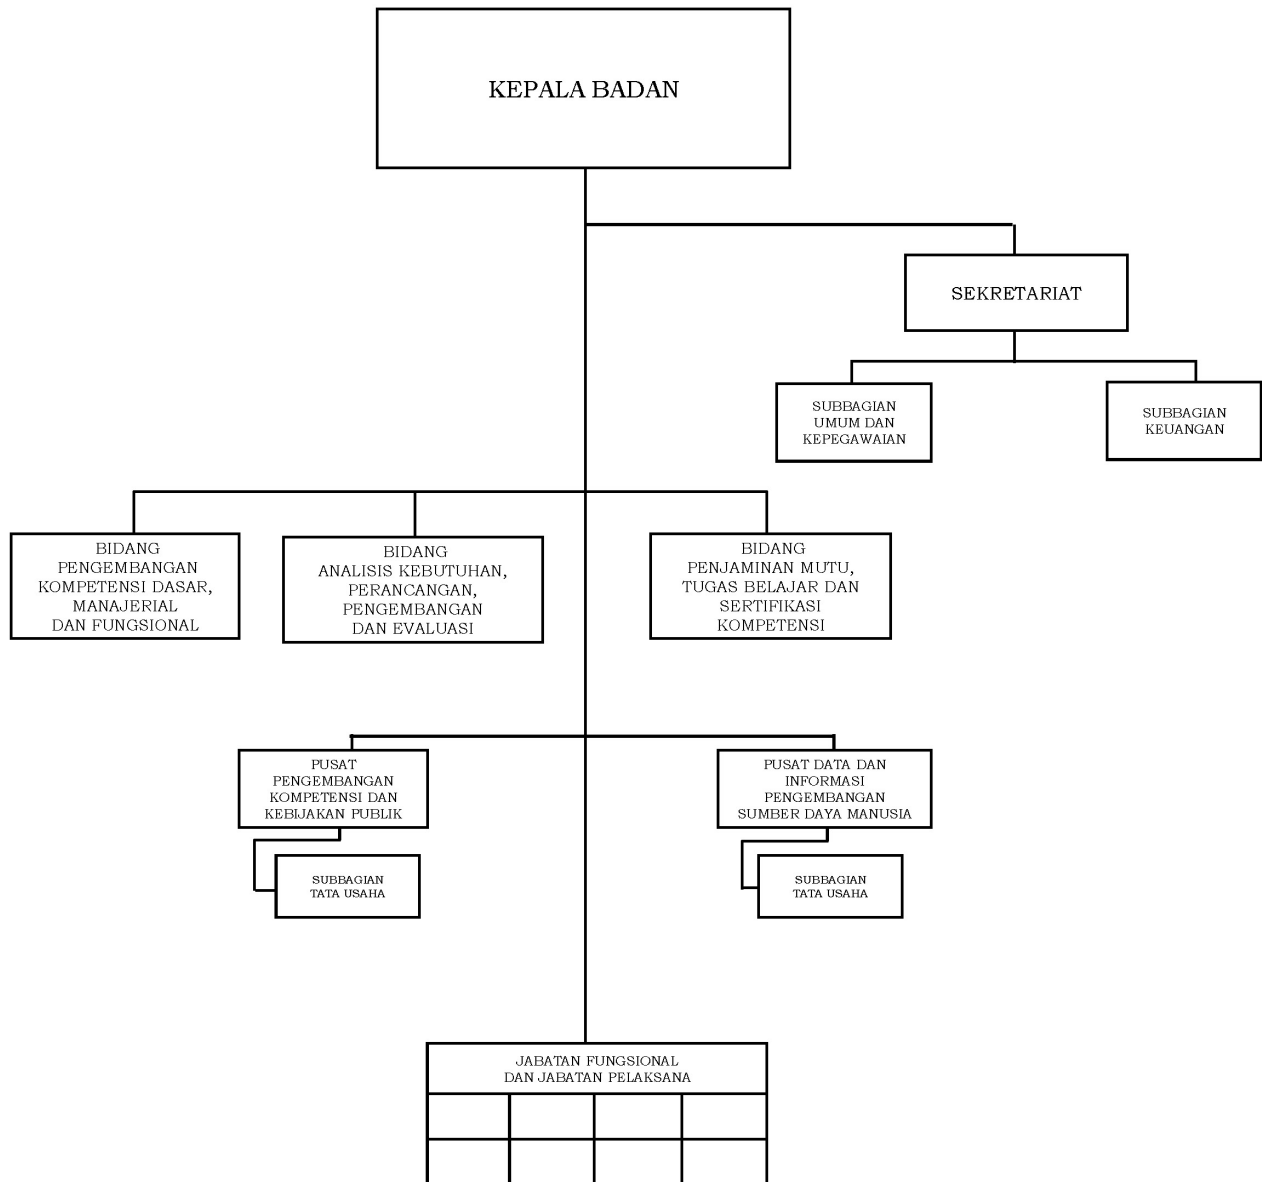 KEPALA BADAN
SEKRETARIAT
SUBBAGIAN
UMUM DAN
KEPEGAWAIAN
SUBBAGIAN
KEUANGAN
BIDANG
PENGEMBANGAN
KOMPETENSI DASAR,
MANAJERIAL
DAN FUNGSIONAL
BIDANG
ANALISIS KEBUTUHAN,
PERANCANGAN,
PENGEMBANGAN
DAN EVALUASI
BIDANG
PENJAMINAN MUTU,
TUGAS BELAJAR DAN
SERTIFIKASI
KOMPETENSI
PUSAT
PENGEMBANGAN
KOMPETENSI DAN
KEBIJAKAN PUBLIK
PUSAT DATA DAN
INFORMASI
PENGEMBANGAN
SUMBER DAYA MANUSIA
SUBBAGIAN
TATA USAHA
SUBBAGIAN
TATA USAHA
JABATAN FUNGSIONAL
DAN JABATAN PELAKSANA